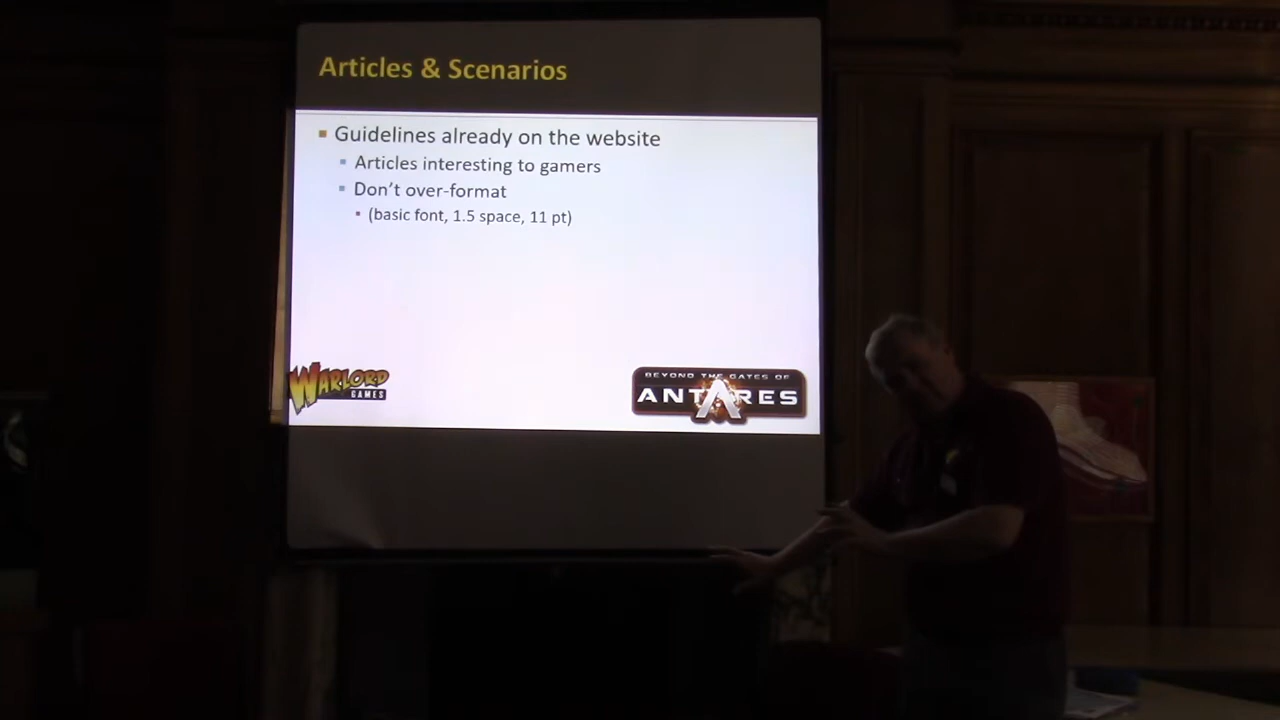 Articles & Scenarios
Guidelines already on the website
Articles interesting to gamers
Don't over-format
(basic font, 1.5 space, 11 pt)
WARLORD
GAMES
BEYOND THE GATES OF
ANTARES